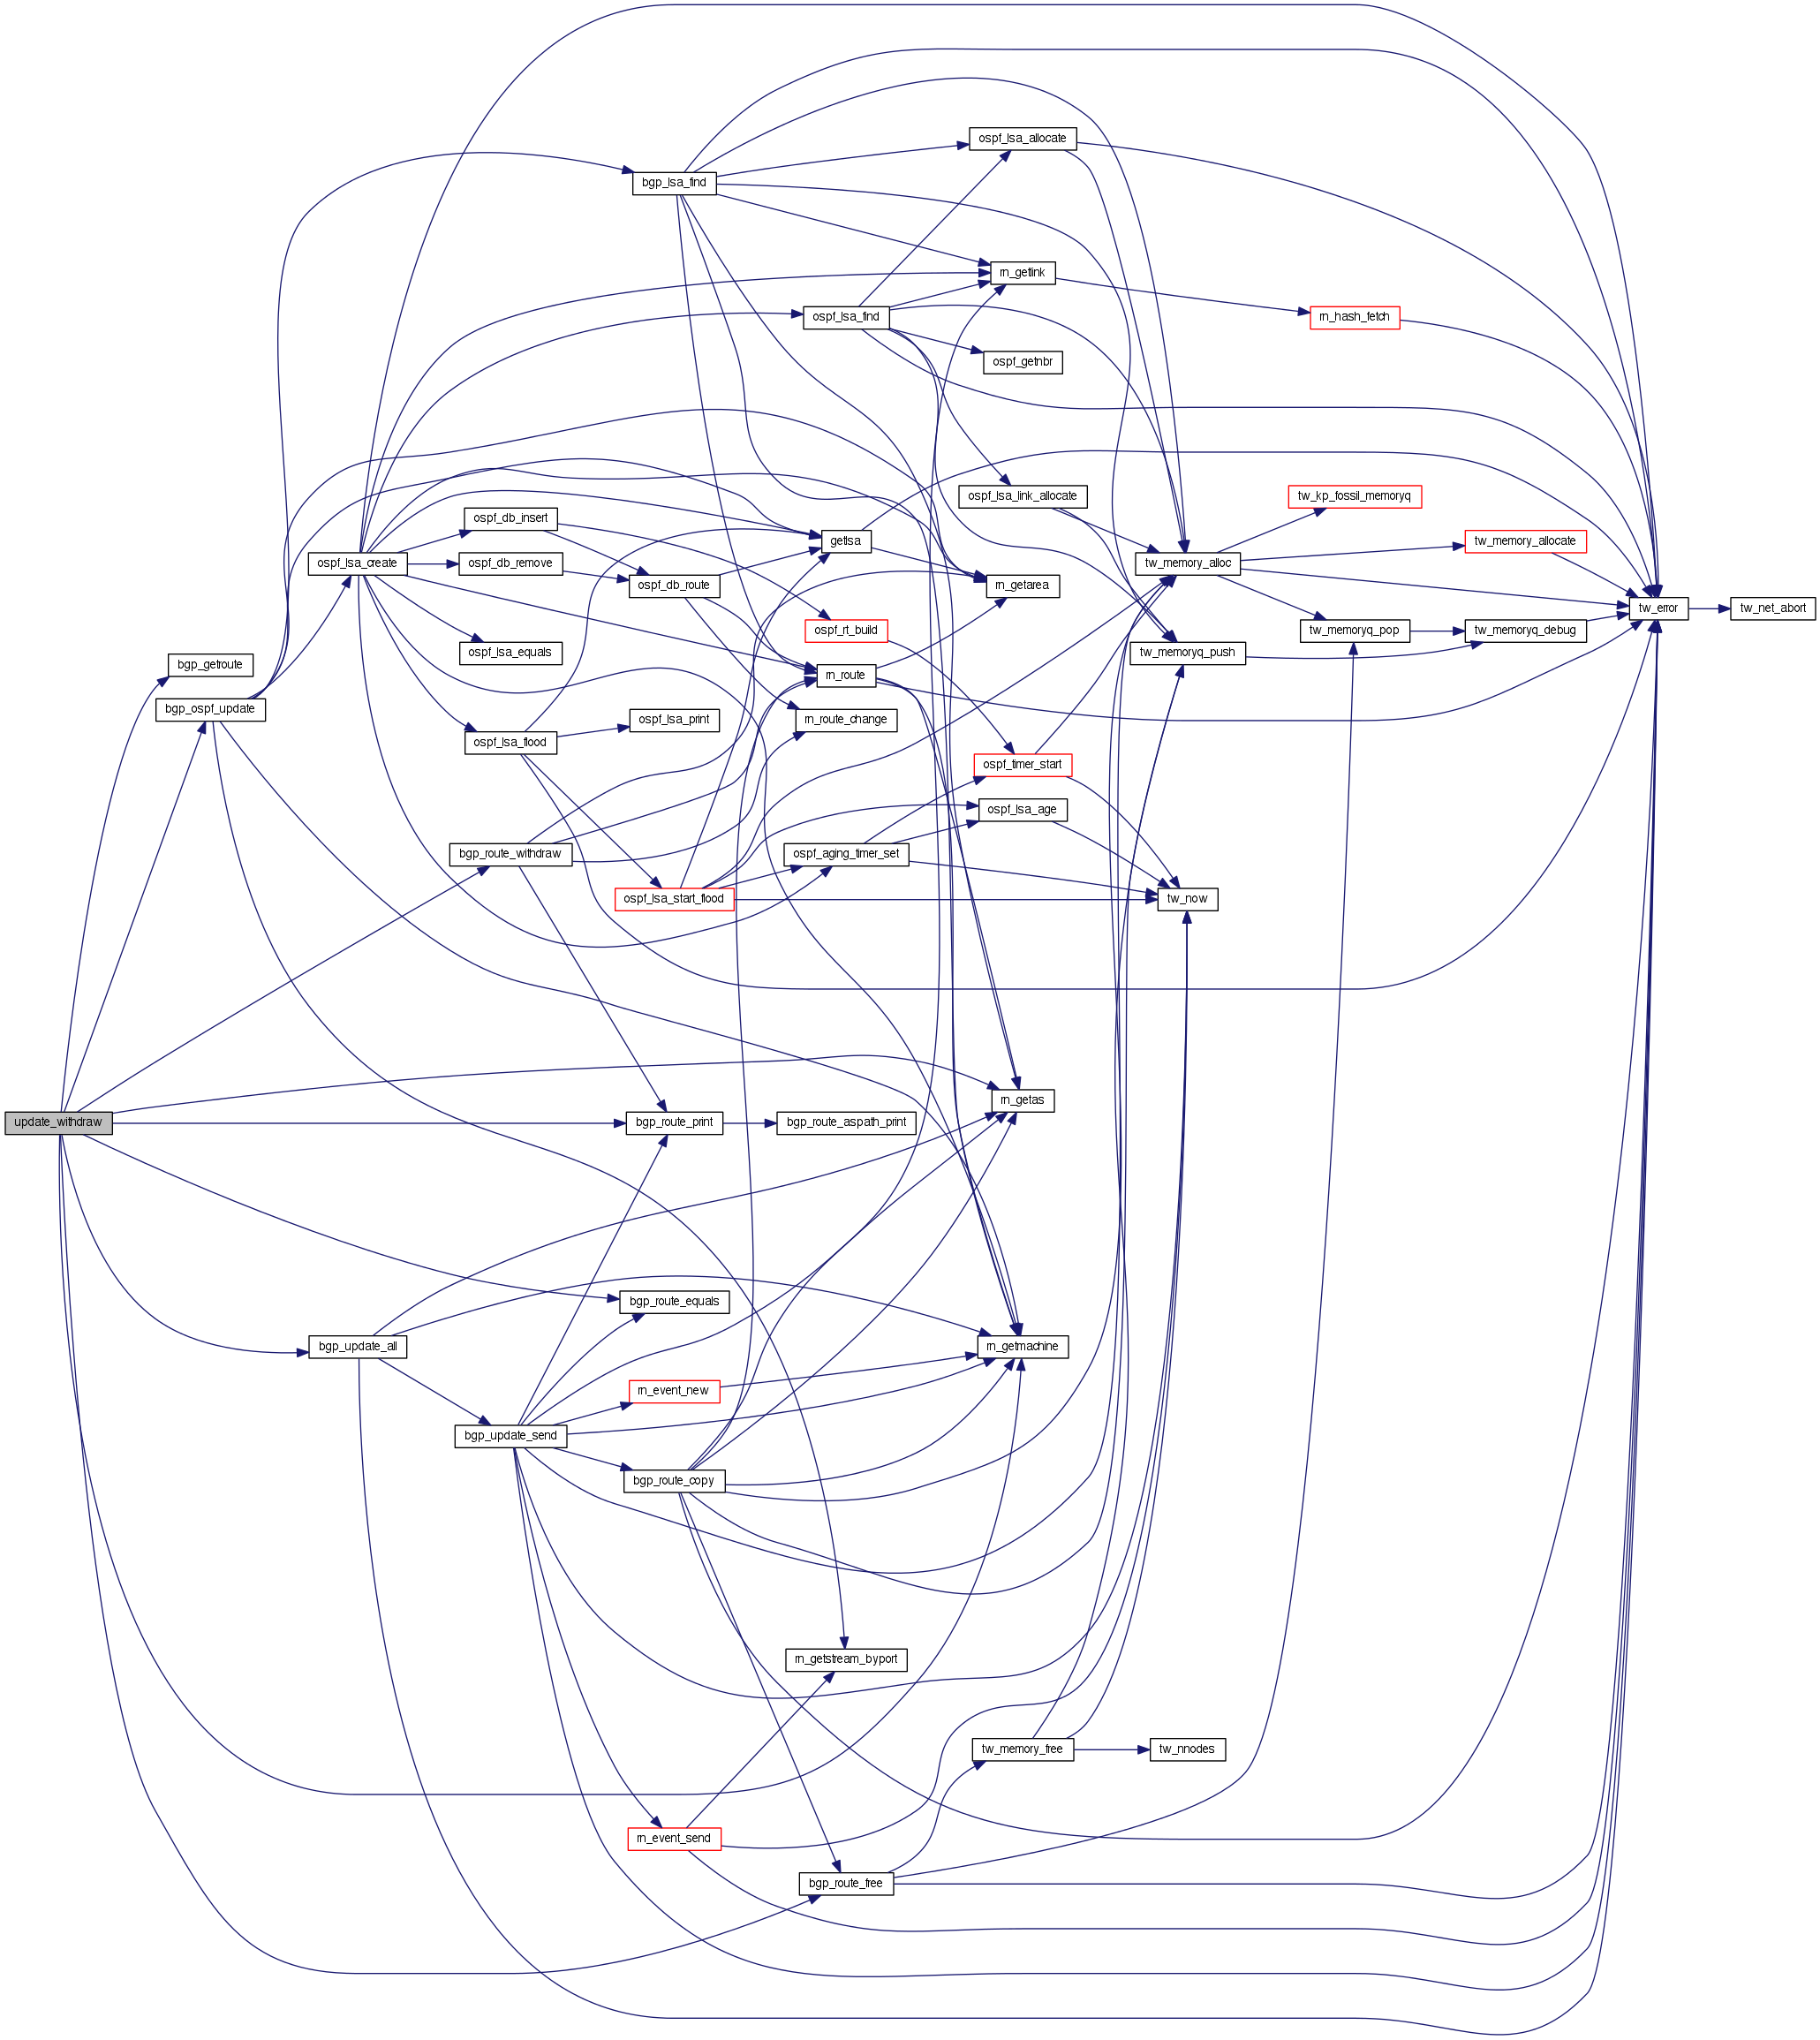 ospf_lsa_allocate
bgp_lsa_find
rn_getlink
ospf_lsa_find
rn_hash_fetch
ospf_getnbr
ospf_lsa_link_allocate
tw_kp_fossil_memoryq
ospf_db_insert
getlsa
tw_memory_allocate
ospf_lsa_create
ospf_db_remove
tw_memory_alloc
ospf_db_route
rn_getarea
tw_error
tw_net_abort
ospf_rt_build
tw_memoryq_pop
tw_memoryq_debug
ospf_lsa_equals
tw_memoryq_push
bgp_getroute
rn_route
bgp_ospf_update
ospf_lsa_print
rn_route_change
ospf_lsa_flood
ospf_timer_start
ospf_lsa_age
bgp_route_withdraw
ospf_aging_timer_set
ospf_lsa_start_flood
tw_now
rn_getas
update_withdraw
bgp_route_print
bgp_route_aspath_print
bgp_route_equals
bgp_update_all
rn_getmachine
rn_event_new
bgp_update_send
bgp_route_copy
rn_getstream_byport
tw_memory_free
tw_nnodes
rn_event_send
bgp_route_free